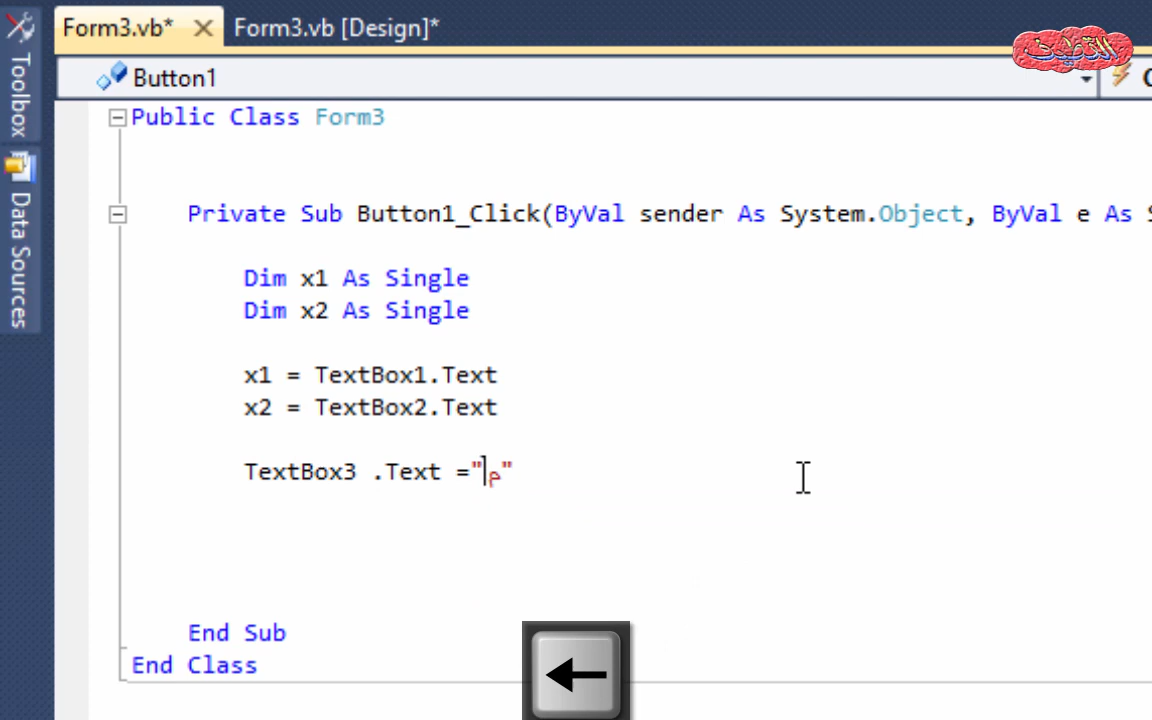 Form3.vb* Form3.vb [Design]*
Toolbox
Data Sources
Button1
Public Class Form3
Private Sub Button1_Click(ByVal sender As System.Object, ByVal e As S
Dim x1 As Single
Dim x2 As Single
x1 = TextBox1.Text
x2 = TextBox2.Text
TextBox3 .Text ="م"
End Sub
End Class